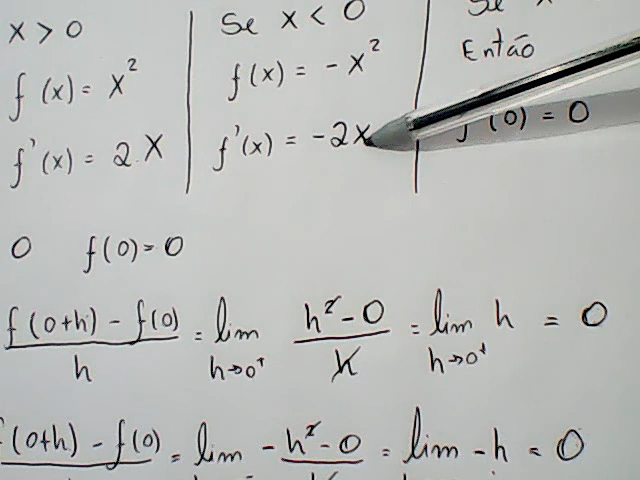 x > 0
f(x) = x²
f'(x) = 2.x
Se x < 0
f(x) = -x²
f'(x) = -2x
Se x
Então
f'(0) = 0
0 f(0) = 0
f(0+h) - f(0) / h = lim h→0⁺ h² - 0 / h = lim h→0⁺ h = 0
f(0+h) - f(0) = lim -h² - 0 = lim -h = 0